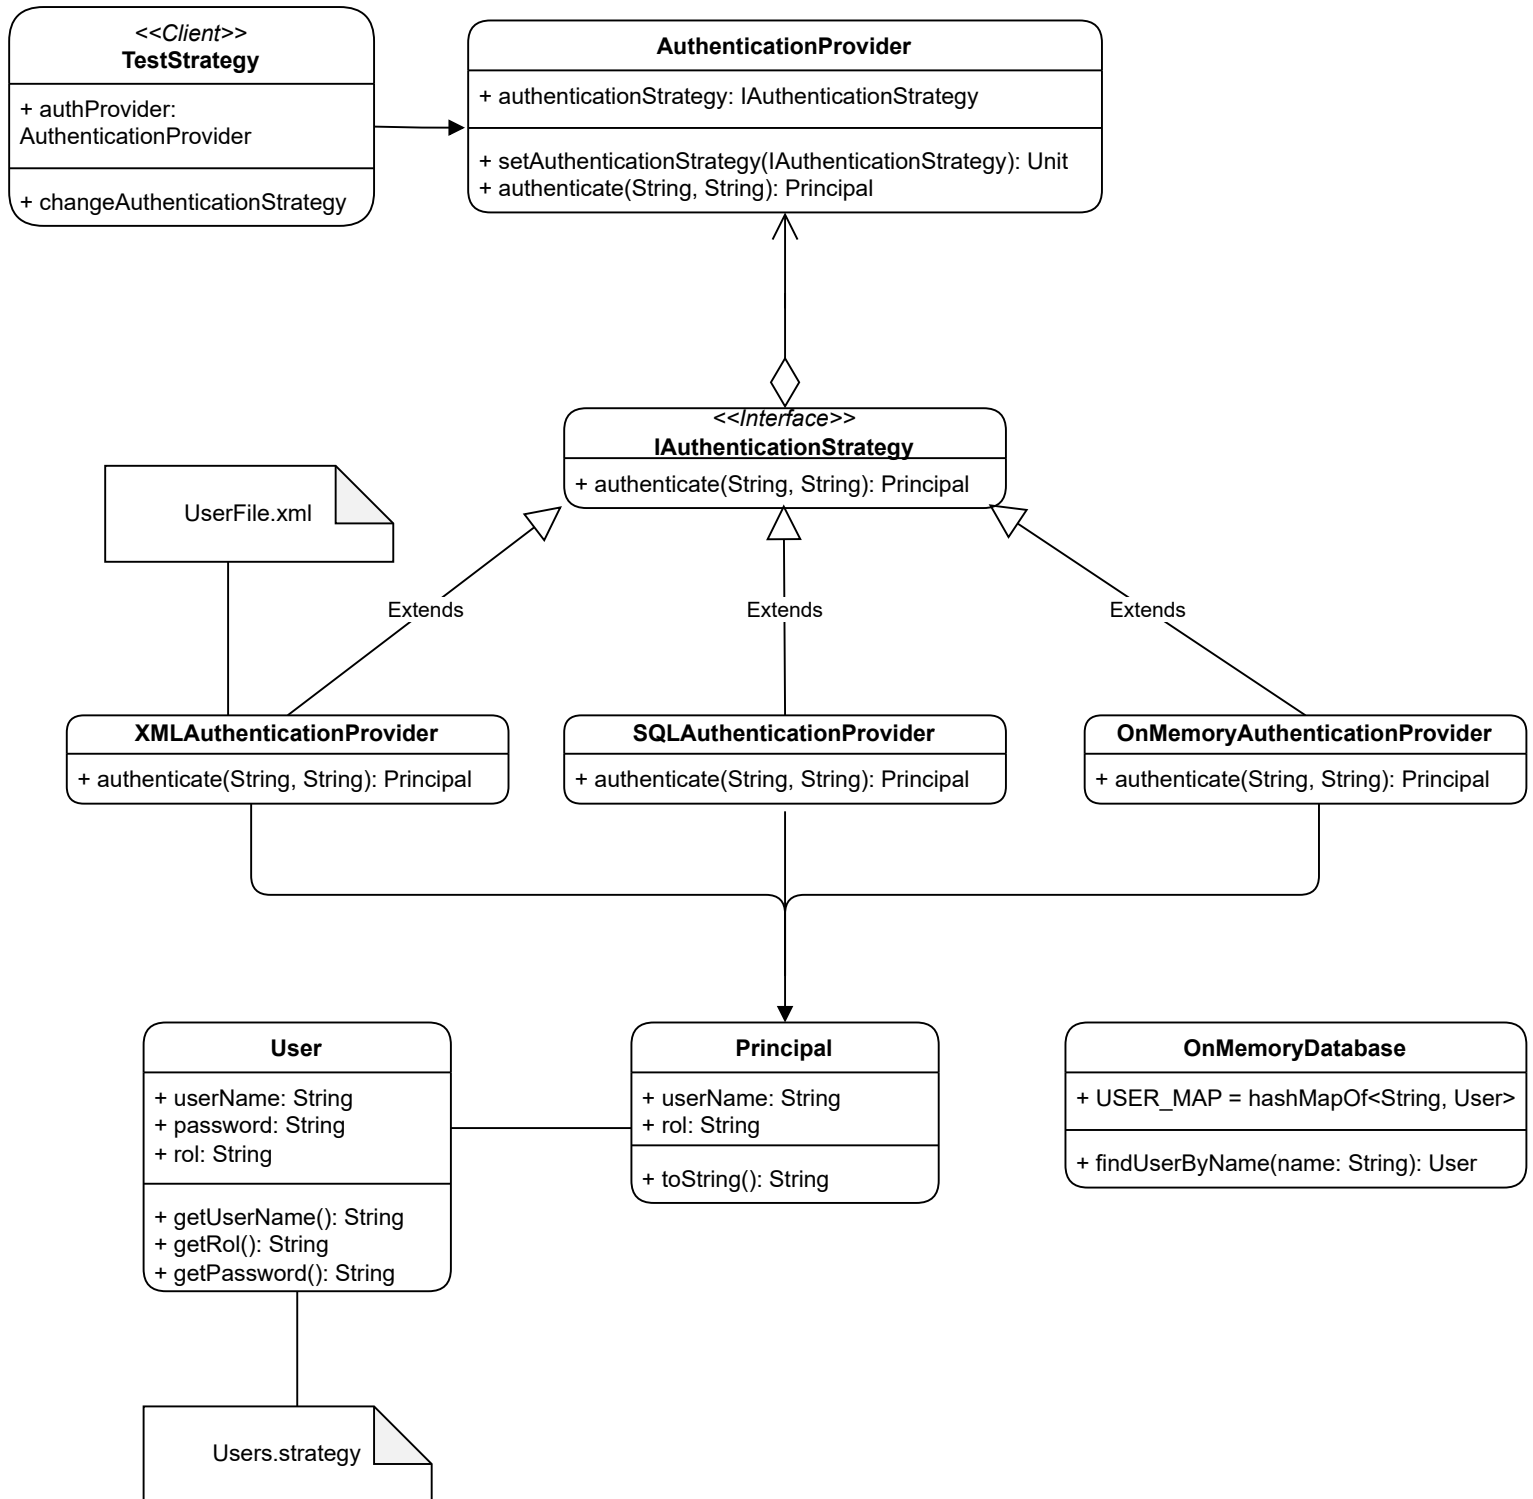 <<Client>>
TestStrategy
+ authProvider:
AuthenticationProvider
+ changeAuthenticationStrategy
AuthenticationProvider
+ authenticationStrategy: IAuthenticationStrategy
+ setAuthenticationStrategy(IAuthenticationStrategy): Unit
+ authenticate(String, String): Principal
<<Interface>>
IAuthenticationStrategy
+ authenticate(String, String): Principal
UserFile.xml
Extends
Extends
Extends
XMLAuthenticationProvider
+ authenticate(String, String): Principal
SQLAuthenticationProvider
+ authenticate(String, String): Principal
OnMemoryAuthenticationProvider
+ authenticate(String, String): Principal
User
+ userName: String
+ password: String
+ rol: String
+ getUserName(): String
+ getRol(): String
+ getPassword(): String
Principal
+ userName: String
+ rol: String
+ toString(): String
OnMemoryDatabase
+ USER_MAP = hashMapOf<String, User>
+ findUserByName(name: String): User
Users.strategy